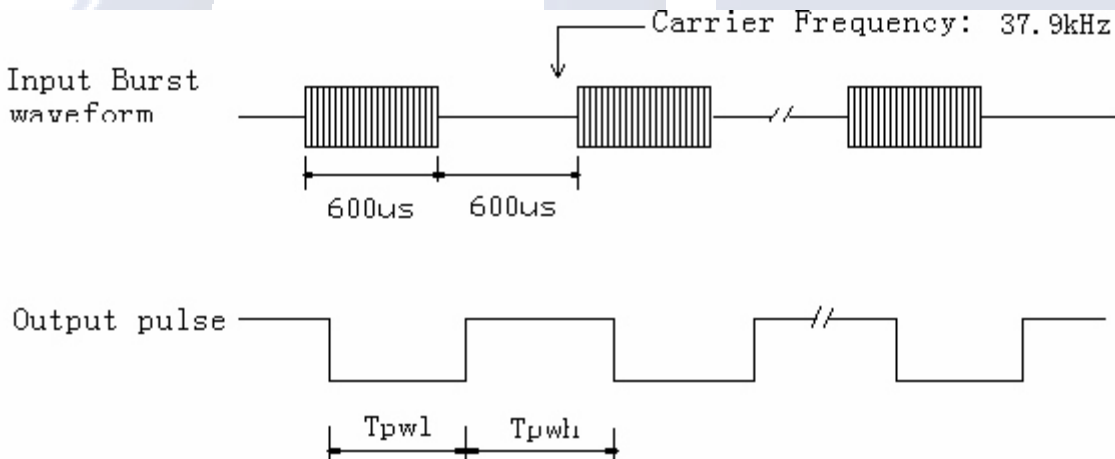 Carrier Frequency: 37.9kHz
Input Burst
waveform
600us
600us
Output pulse
Tpwl
Tpwh